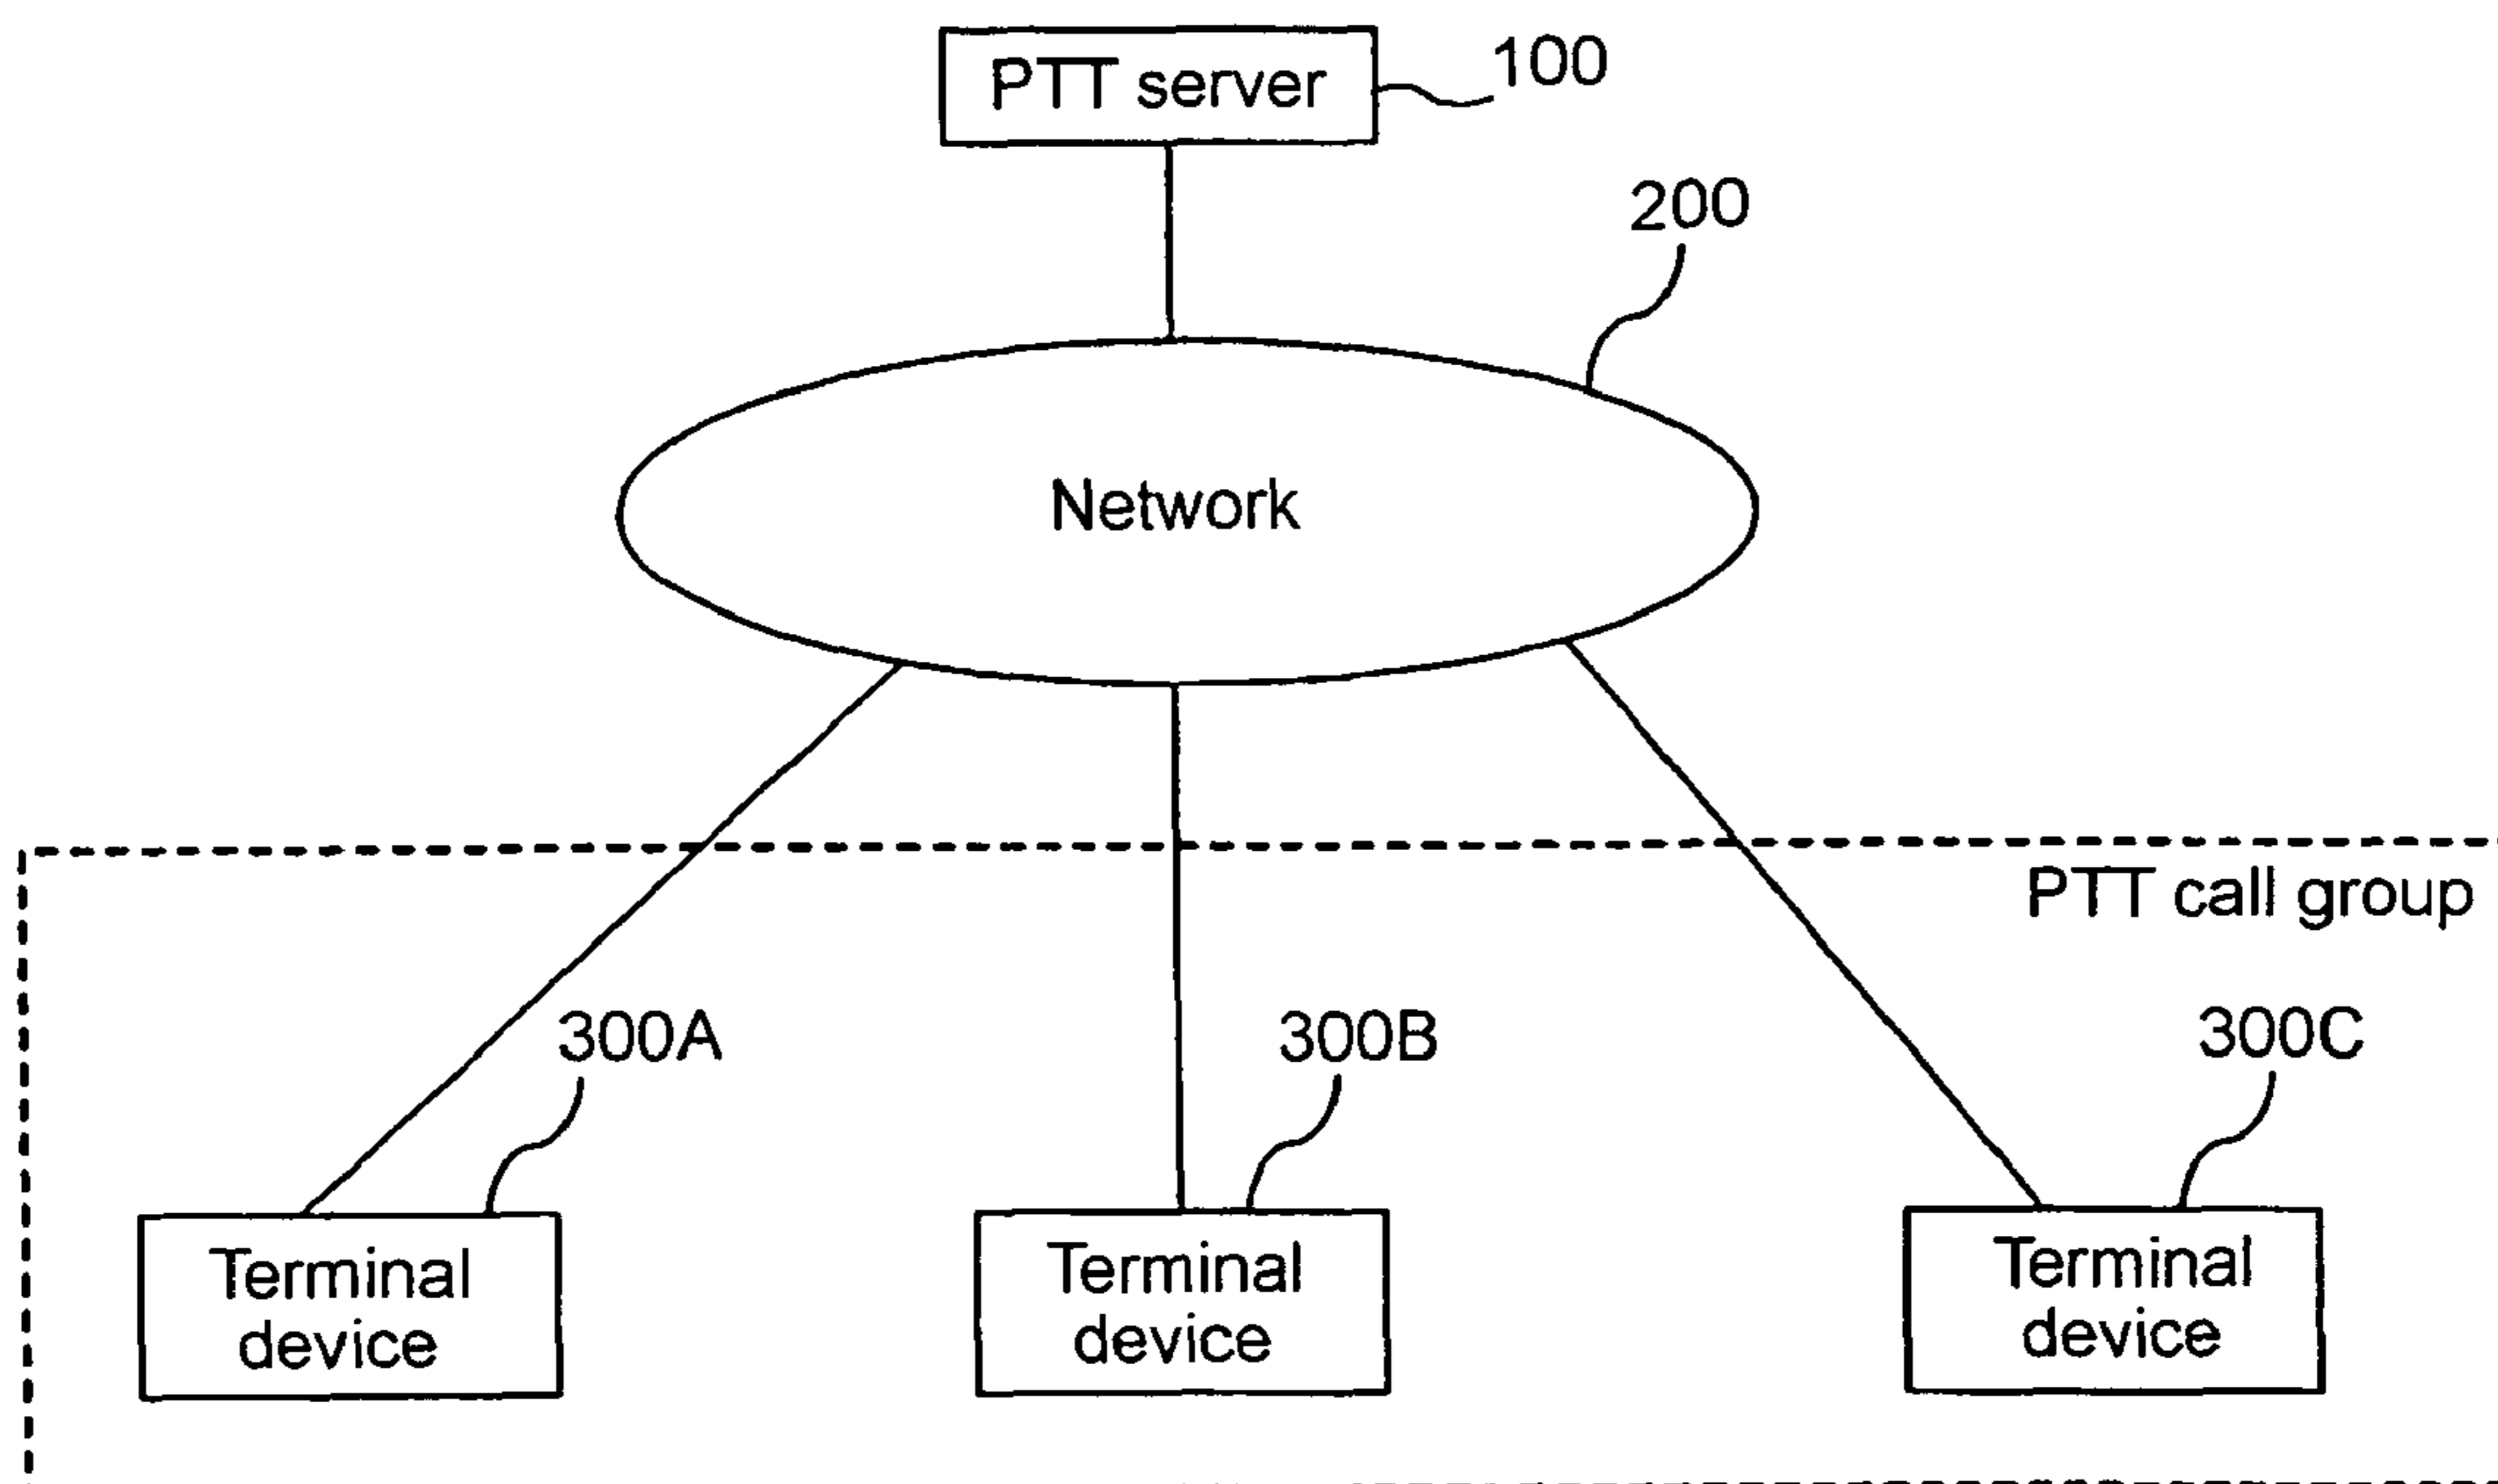 PTT server
100
200
Network
PTT call group
300A
300B
300C
Terminal
device
Terminal
device
Terminal
device